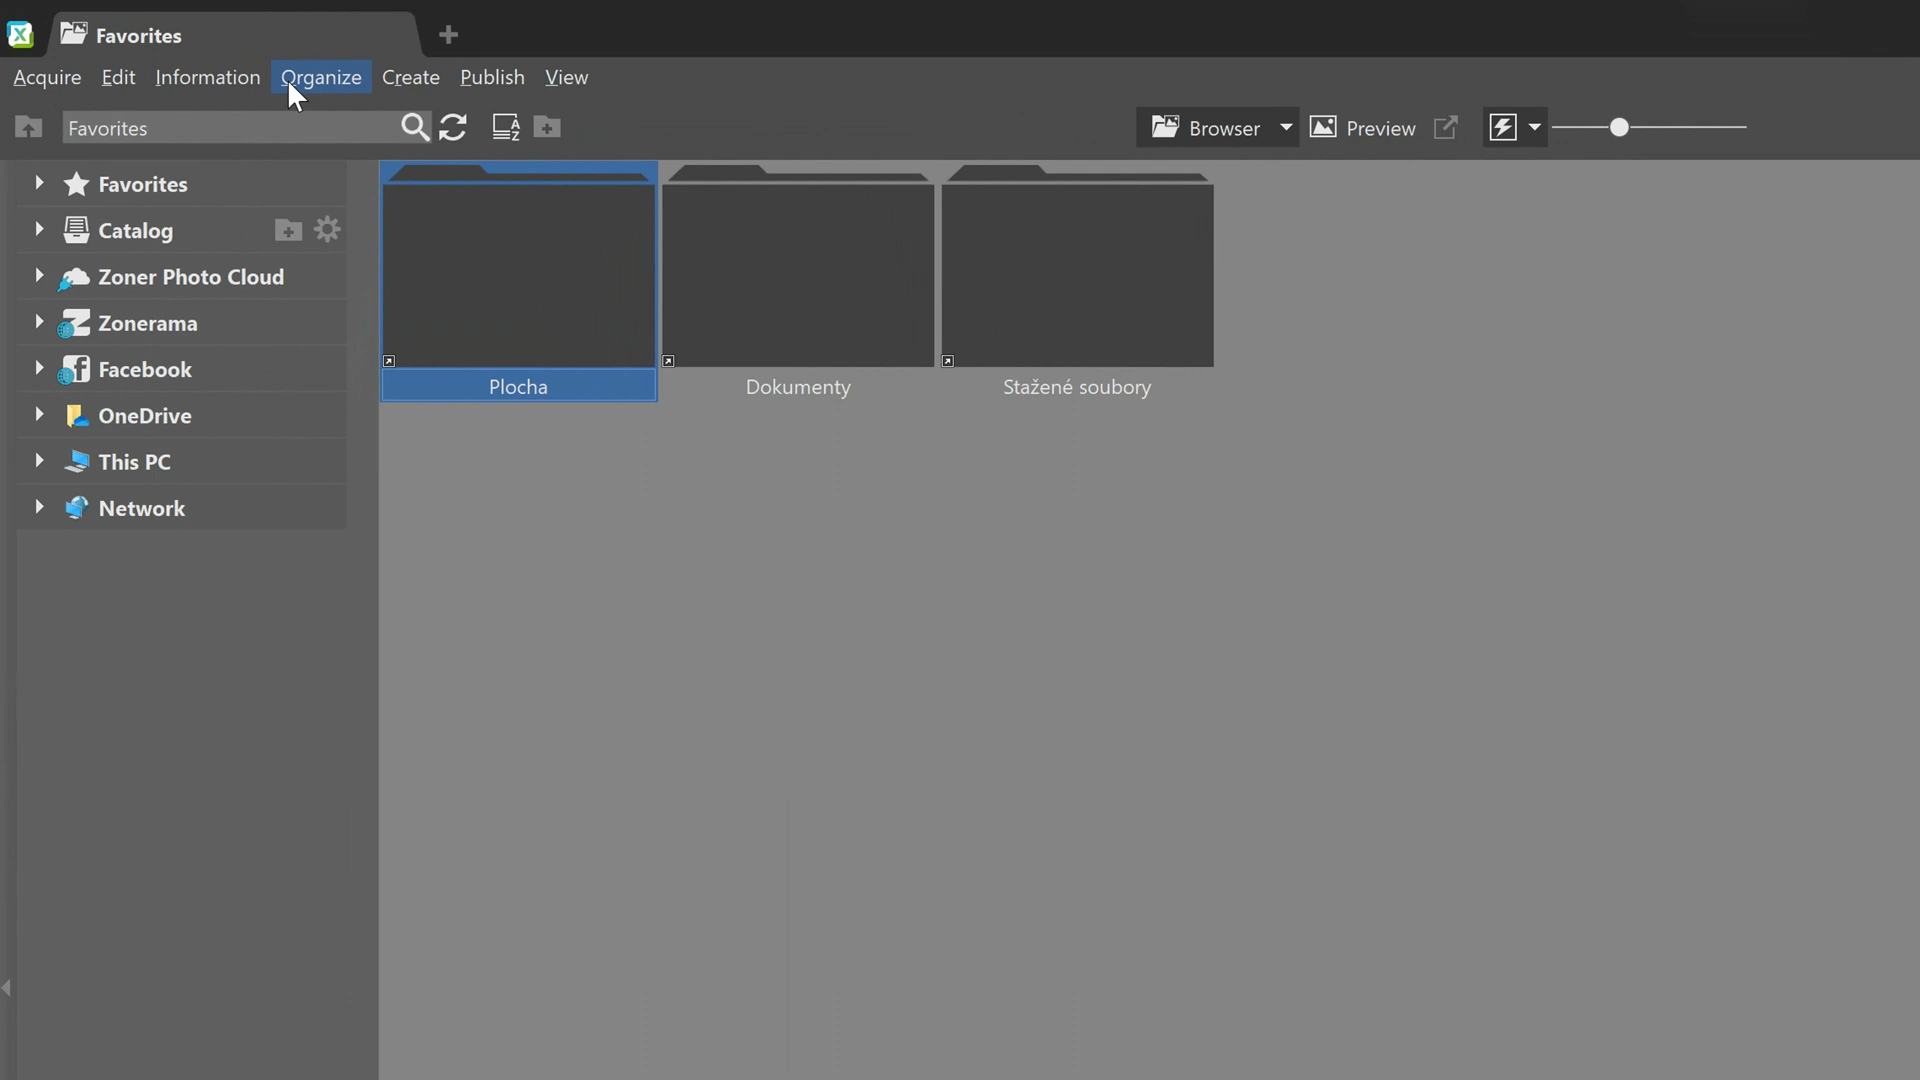 Favorites
Acquire Edit Information Organize Create Publish View
Favorites Browser Preview
Favorites
Catalog
Zoner Photo Cloud
Zonerama
Facebook
OneDrive
This PC
Network
Plocha Dokumenty Stažené soubory